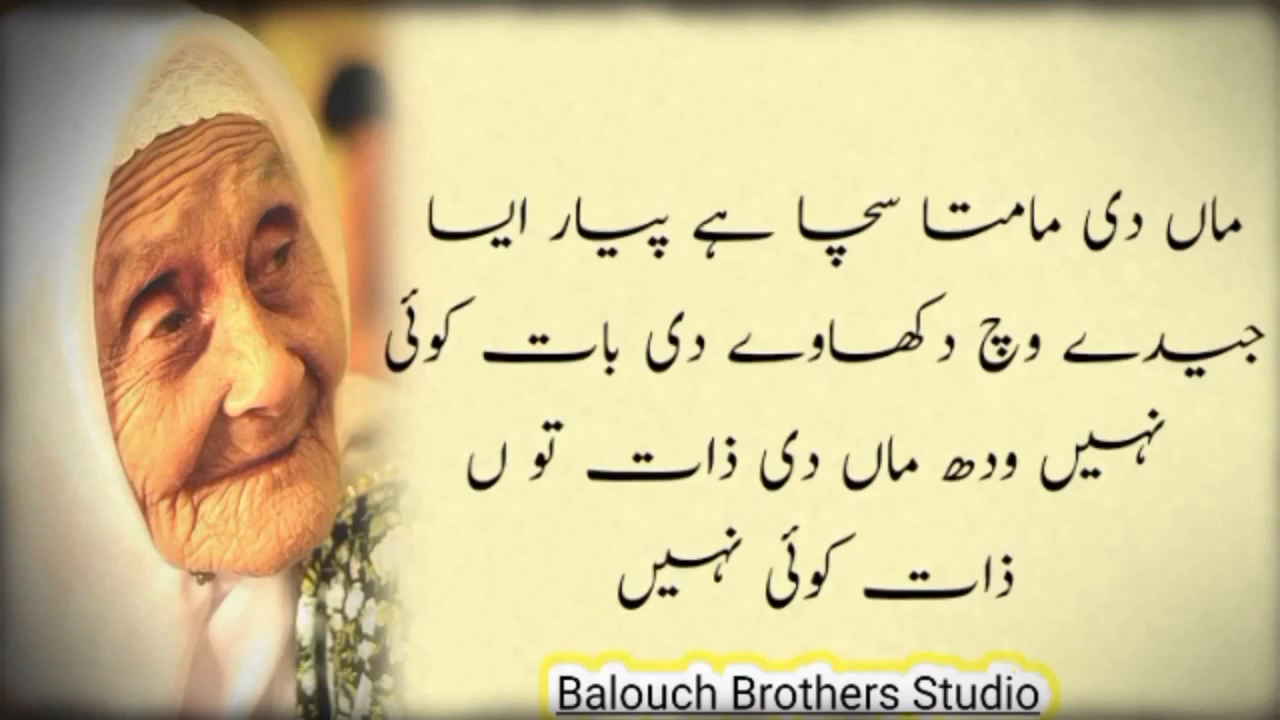 ماں دی مامتا سچا ہے پیار ایسا
جیدے وچ دکھاوے دی بات کوئی
نہیں ودھ ماں دی ذات تو ں
ذات کوئی نہیں
Balouch Brothers Studio